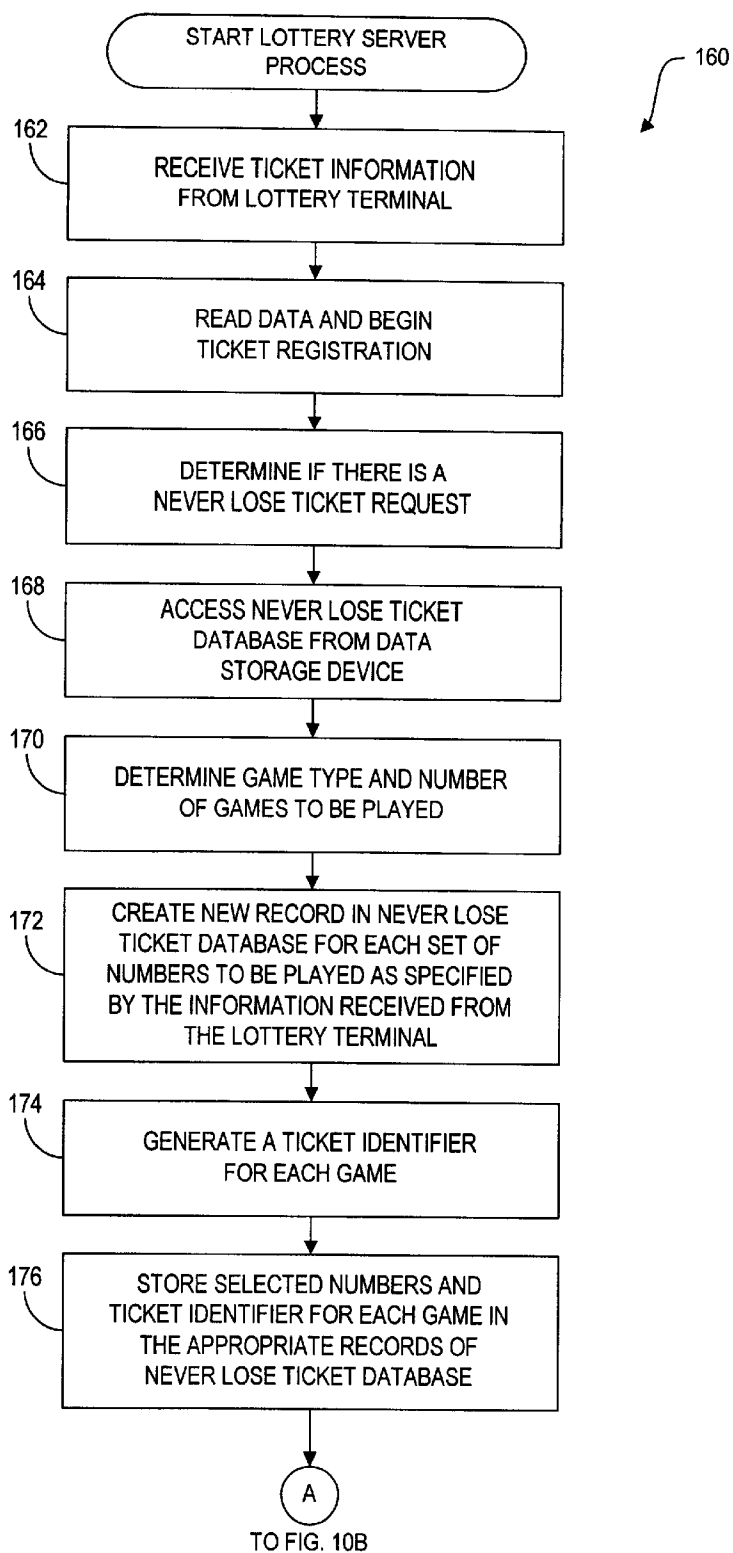 START LOTTERY SERVER
PROCESS
160
162
RECEIVE TICKET INFORMATION
FROM LOTTERY TERMINAL
164
READ DATA AND BEGIN
TICKET REGISTRATION
166
DETERMINE IF THERE IS A
NEVER LOSE TICKET REQUEST
168
ACCESS NEVER LOSE TICKET
DATABASE FROM DATA
STORAGE DEVICE
170
DETERMINE GAME TYPE AND NUMBER
OF GAMES TO BE PLAYED
172
CREATE NEW RECORD IN NEVER LOSE
TICKET DATABASE FOR EACH SET OF
NUMBERS TO BE PLAYED AS SPECIFIED
BY THE INFORMATION RECEIVED FROM
THE LOTTERY TERMINAL
174
GENERATE A TICKET IDENTIFIER
FOR EACH GAME
176
STORE SELECTED NUMBERS AND
TICKET IDENTIFIER FOR EACH GAME IN
THE APPROPRIATE RECORDS OF
NEVER LOSE TICKET DATABASE
A
TO FIG. 10B